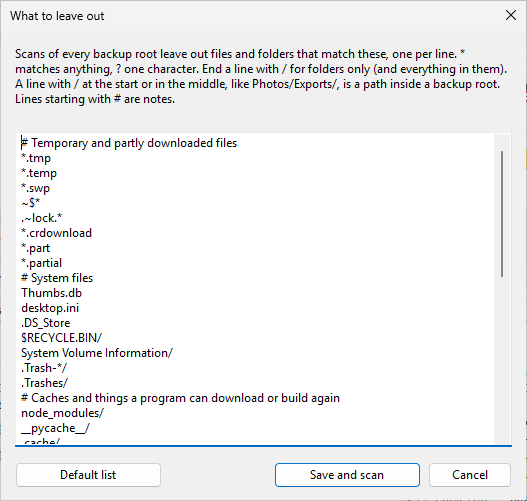 What to leave out
Scans of every backup root leave out files and folders that match these, one per line. *
matches anything, ? one character. End a line with / for folders only (and everything in them).
A line with / at the start or in the middle, like Photos/Exports/, is a path inside a backup root.
Lines starting with # are notes.
# Temporary and partly downloaded files
*.tmp
*.temp
*.swp
~$*
.~lock.*
*.crdownload
*.part
*.partial
# System files
Thumbs.db
desktop.ini
.DS_Store
$RECYCLE.BIN/
System Volume Information/
.Trash-*/
.Trashes/
# Caches and things a program can download or build again
node_modules/
__pycache__/
.cache/
Default list
Save and scan
Cancel